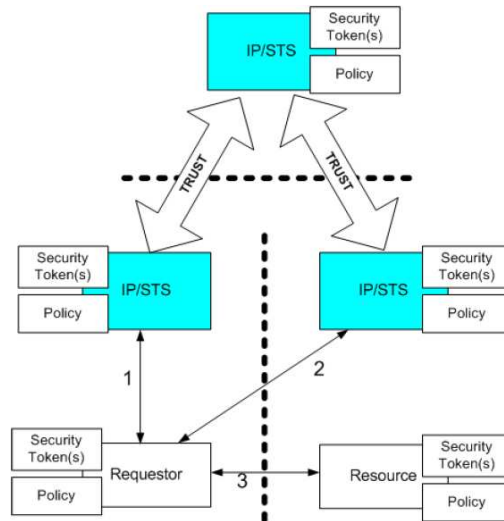 Security
Token(s)
IP/STS
Policy
TRUST
TRUST
Security
Token(s)
IP/STS
Policy
Security
Token(s)
IP/STS
Policy
1
2
Security
Token(s)
Requestor
Policy
3
Security
Token(s)
Resource
Policy